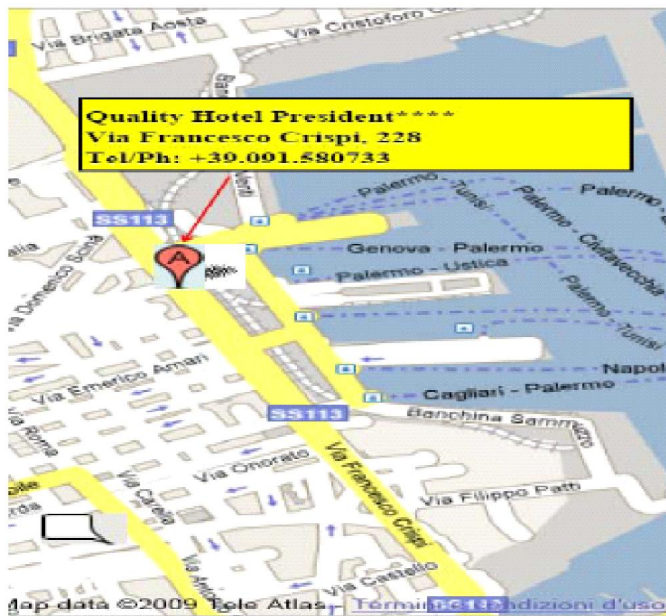 Via Brigata Aosta
Via Cristoforo
Quality Hotel President****
Via Francesco Crispi, 228
Tel/Ph: +39.091.580733
Palermo - Tunisi
Palermo - Civitavecchia
Palermo
SS113
Genova - Palermo
A
Palermo - Ustica
Palermo - Tunisi
Via Domenico Scinà
Via Emerico Amari
Napol
Cagliari - Palermo
SS113
Banchina Sammuzzo
Via Roma
Via Onorato
Via Francesco Crispi
Via Filippo Patti
Via Carella
Via Castello
Map data ©2009 Tele Atlas - Termini e condizioni d'uso